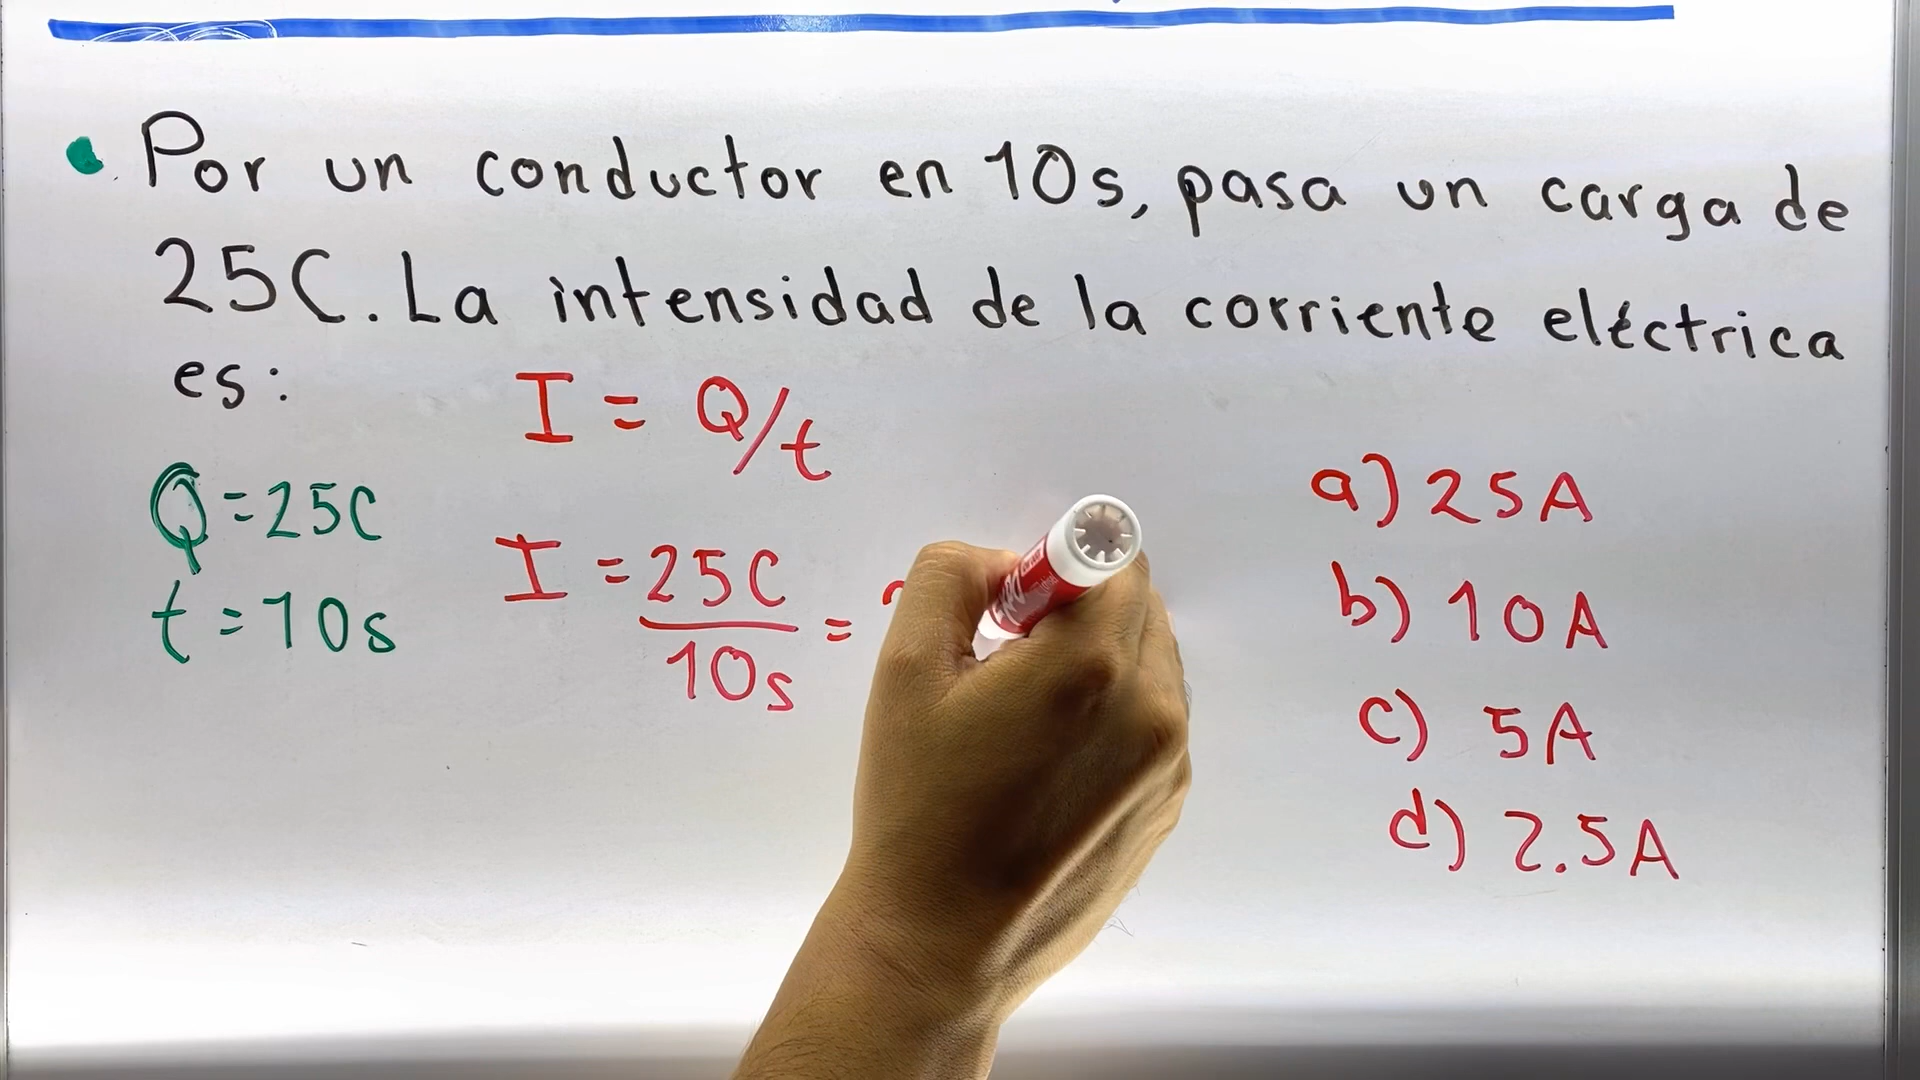 Por un conductor en 10s, pasa un carga de
25C. La intensidad de la corriente eléctrica
es:
I = Q/t
Q = 25C
t = 10s
I = 25C
10s
=
a) 25A
b) 10A
c) 5A
d) 2.5A